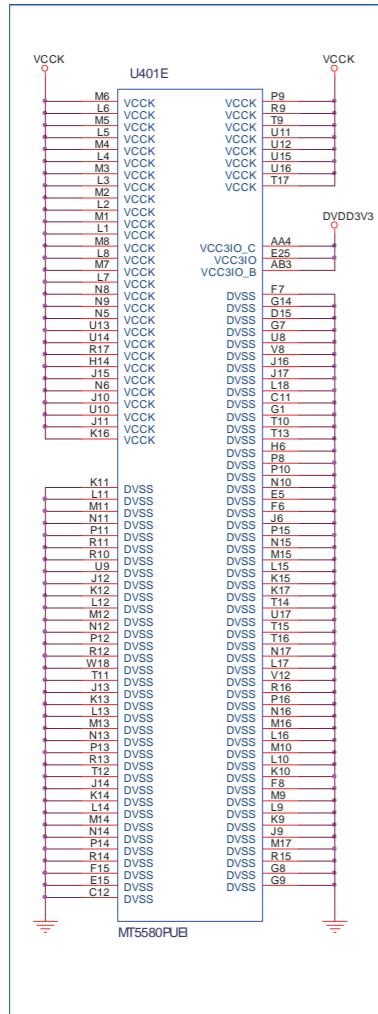 VCCK
U401E
M6 VCCK
L6 VCCK
M5 VCCK
L5 VCCK
M4 VCCK
L4 VCCK
M3 VCCK
L3 VCCK
M2 VCCK
L2 VCCK
M1 VCCK
L1 VCCK
M8 VCCK
L8 VCCK
M7 VCCK
L7 VCCK
N8 VCCK
N9 VCCK
N5 VCCK
U13 VCCK
U14 VCCK
R17 VCCK
H14 VCCK
J15 VCCK
N6 VCCK
J10 VCCK
U10 VCCK
J11 VCCK
K16 VCCK
K11 DVSS
L11 DVSS
M11 DVSS
N11 DVSS
P11 DVSS
R11 DVSS
R10 DVSS
U9 DVSS
J12 DVSS
K12 DVSS
L12 DVSS
M12 DVSS
N12 DVSS
P12 DVSS
R12 DVSS
W18 DVSS
T11 DVSS
J13 DVSS
K13 DVSS
L13 DVSS
M13 DVSS
N13 DVSS
P13 DVSS
R13 DVSS
T12 DVSS
J14 DVSS
K14 DVSS
L14 DVSS
M14 DVSS
N14 DVSS
P14 DVSS
R14 DVSS
F15 DVSS
E15 DVSS
C12 DVSS
VCCK
VCCK P9
VCCK R9
VCCK T9
VCCK U11
VCCK U12
VCCK U15
VCCK U16
VCCK T17
DVDD3V3
VCC3IO_C AA4
VCC3IO E25
VCC3IO_B AB3
DVSS F7
DVSS G14
DVSS D15
DVSS G7
DVSS U8
DVSS V8
DVSS J16
DVSS J17
DVSS L18
DVSS C11
DVSS G1
DVSS T10
DVSS T13
DVSS H6
DVSS P8
DVSS P10
DVSS N10
DVSS E5
DVSS F6
DVSS J6
DVSS P15
DVSS N15
DVSS M15
DVSS L15
DVSS K15
DVSS K17
DVSS T14
DVSS U17
DVSS T15
DVSS T16
DVSS N17
DVSS L17
DVSS V12
DVSS R16
DVSS P16
DVSS N16
DVSS M16
DVSS L16
DVSS M10
DVSS L10
DVSS K10
DVSS F8
DVSS M9
DVSS L9
DVSS K9
DVSS J9
DVSS M17
DVSS R15
DVSS G8
DVSS G9
MT5580PUEI